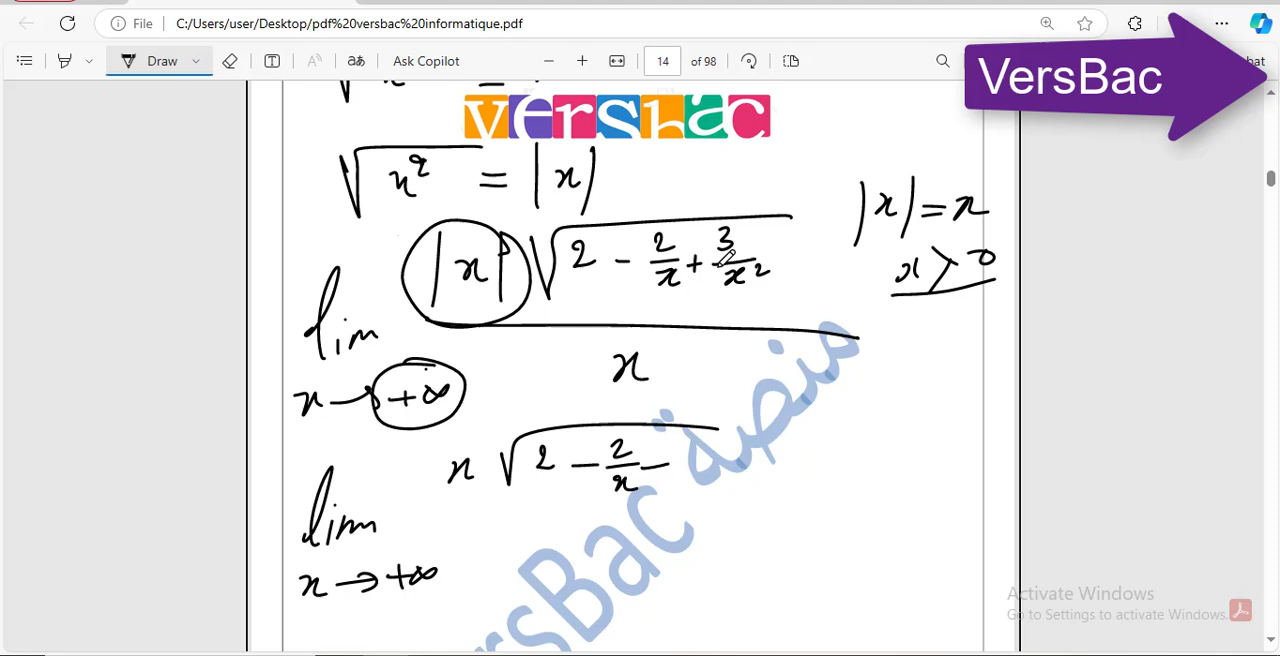 File C:/Users/user/Desktop/pdf%20versbac%20informatique.pdf
Draw Ask Copilot 14 of 98
VersBac
versbac
√x² = |x|
|x| = x
x > 0
lim x→+∞ |x|√(2 − 2/x + 3/x²) / x
lim x→+∞ x√(2 − 2/x −
VersBac
Activate Windows
Go to Settings to activate Windows.